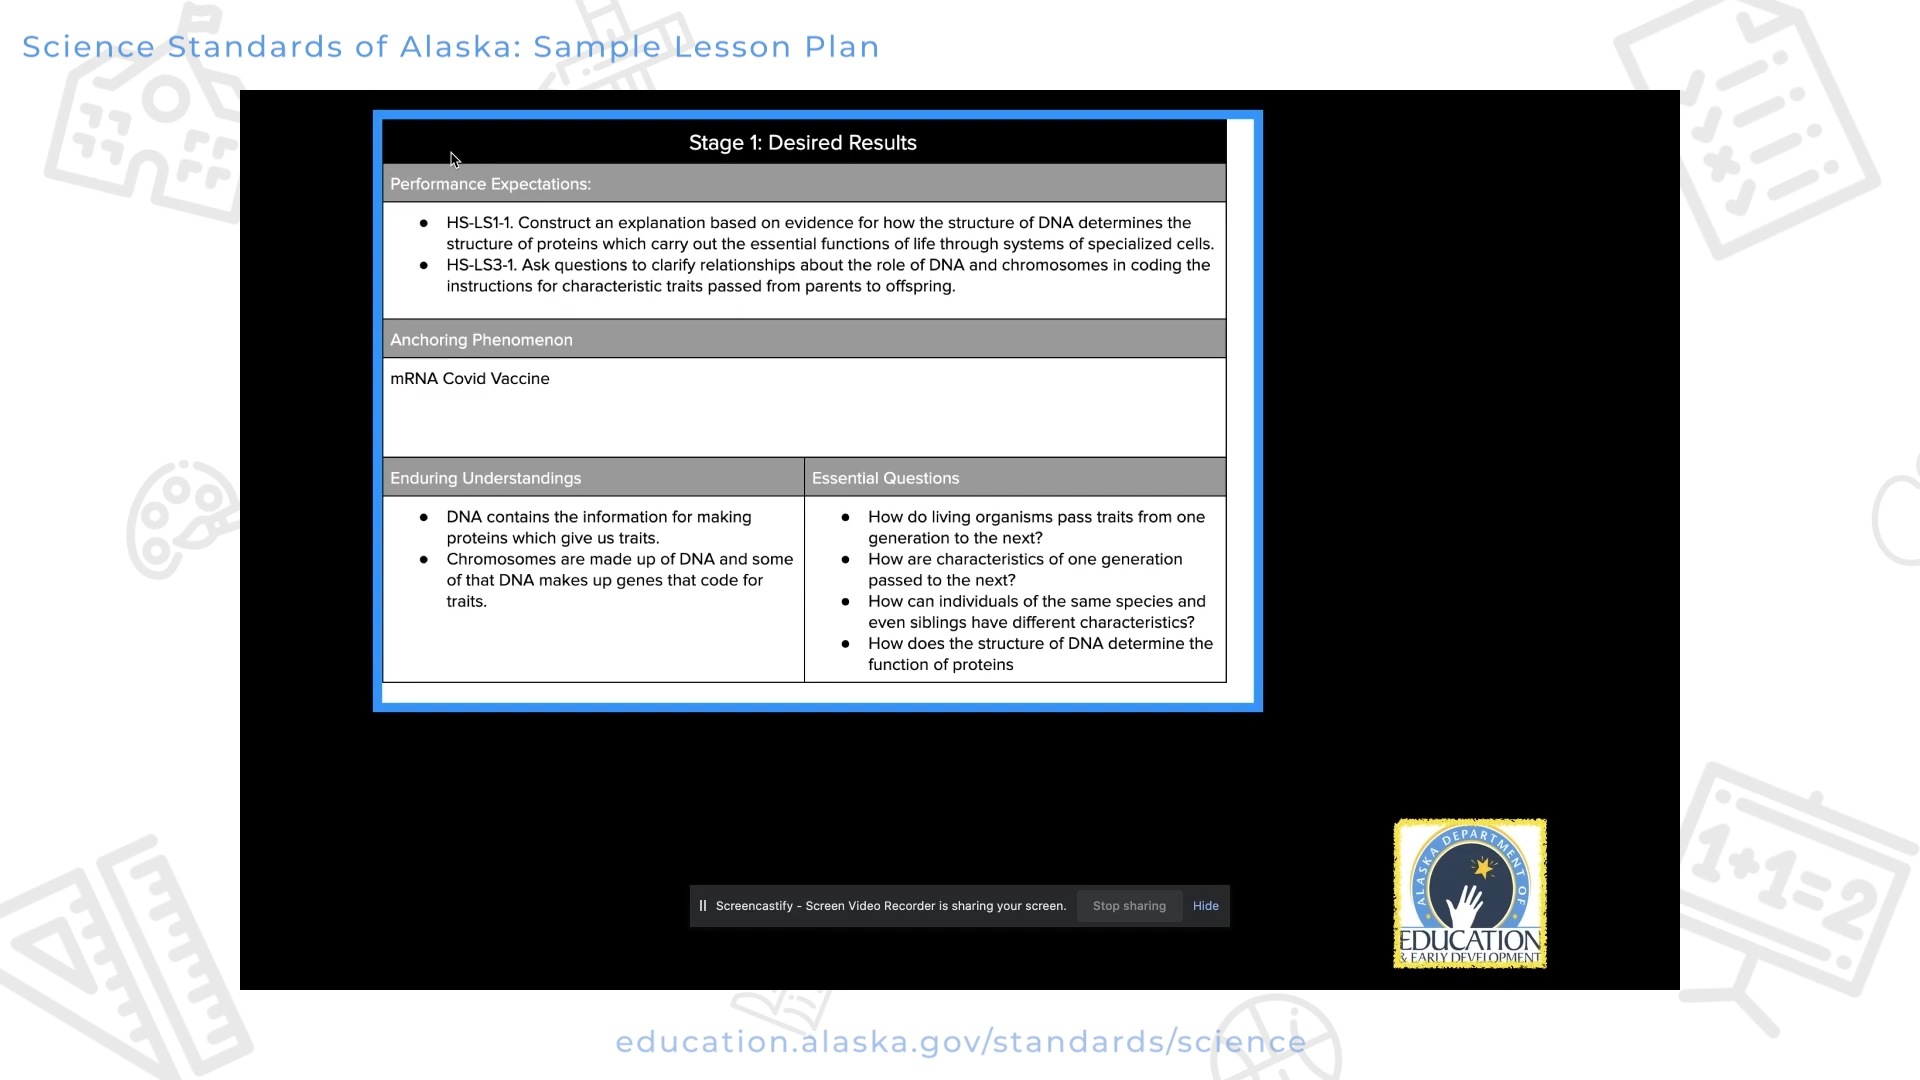 Science Standards of Alaska: Sample Lesson Plan
Stage 1: Desired Results
Performance Expectations:
● HS-LS1-1. Construct an explanation based on evidence for how the structure of DNA determines the
structure of proteins which carry out the essential functions of life through systems of specialized cells.
● HS-LS3-1. Ask questions to clarify relationships about the role of DNA and chromosomes in coding the
instructions for characteristic traits passed from parents to offspring.
Anchoring Phenomenon
mRNA Covid Vaccine
Enduring Understandings
● DNA contains the information for making
proteins which give us traits.
● Chromosomes are made up of DNA and some
of that DNA makes up genes that code for
traits.
Essential Questions
● How do living organisms pass traits from one
generation to the next?
● How are characteristics of one generation
passed to the next?
● How can individuals of the same species and
even siblings have different characteristics?
● How does the structure of DNA determine the
function of proteins
1+1=2
ALASKA DEPARTMENT OF
EDUCATION
& EARLY DEVELOPMENT
Screencastify - Screen Video Recorder is sharing your screen. Stop sharing Hide
education.alaska.gov/standards/science